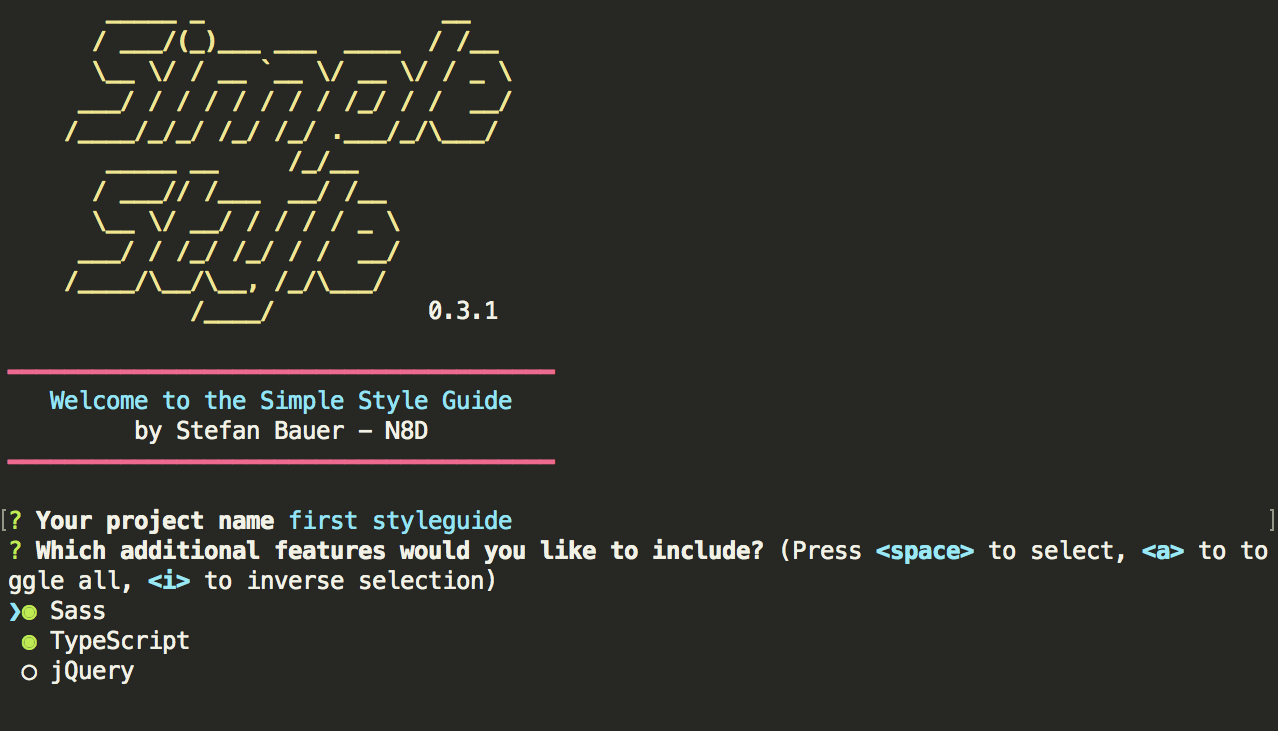 Simple
Style
0.3.1
Welcome to the Simple Style Guide
by Stefan Bauer – N8D
[? Your project name first styleguide ]
? Which additional features would you like to include? (Press <space> to select, <a> to to
ggle all, <i> to inverse selection)
❯◉ Sass
◉ TypeScript
◯ jQuery